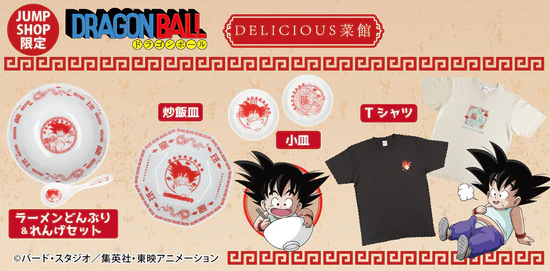 JUMP
SHOP
限定
DRAGONBALL
ドラゴンボール
DELICIOUS菜館
炒飯皿
小皿
Tシャツ
ラーメンどんぶり
&れんげセット
©バード・スタジオ／集英社・東映アニメーション